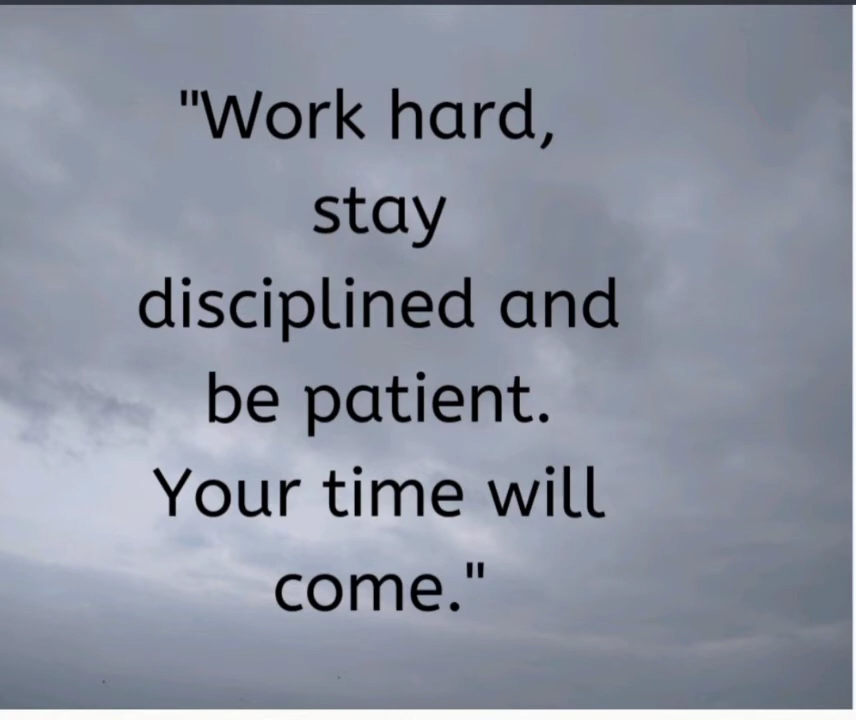 "Work hard,
stay
disciplined and
be patient.
Your time will
come."